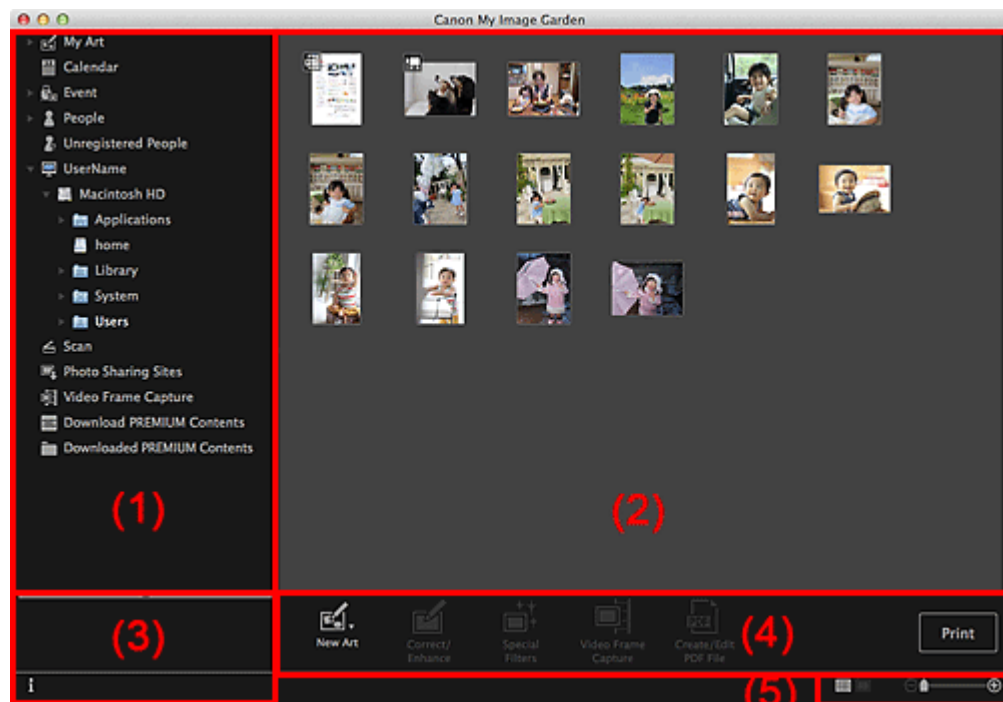 Canon My Image Garden
My Art
Calendar
Event
People
Unregistered People
UserName
Macintosh HD
Applications
home
Library
System
Users
Scan
Photo Sharing Sites
Video Frame Capture
Download PREMIUM Contents
Downloaded PREMIUM Contents
(1)
(2)
(3)
New Art
Correct/
Enhance
Special
Filters
Video Frame
Capture
PDF
Create/Edit
PDF File
(4)
Print
(5)